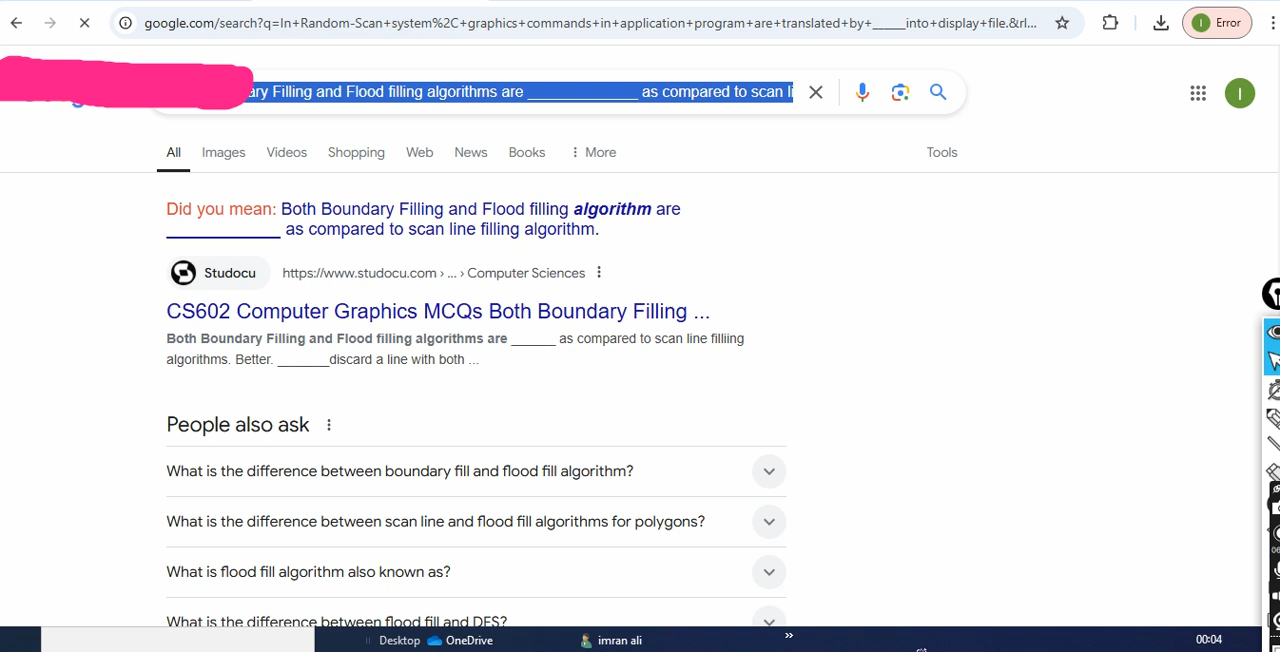 google.com/search?q=In+Random-Scan+system%2C+graphics+commands+in+application+program+are+translated+by+_____into+display+file.&rl...
Error
ary Filling and Flood filling algorithms are _____________ as compared to scan li
I
All Images Videos Shopping Web News Books More Tools
Did you mean: Both Boundary Filling and Flood filling algorithm are
_____________ as compared to scan line filling algorithm.
Studocu https://www.studocu.com › ... › Computer Sciences
CS602 Computer Graphics MCQs Both Boundary Filling ...
Both Boundary Filling and Flood filling algorithms are ______ as compared to scan line filliing
algorithms. Better. _______discard a line with both ...
People also ask
What is the difference between boundary fill and flood fill algorithm?
What is the difference between scan line and flood fill algorithms for polygons?
What is flood fill algorithm also known as?
What is the difference between flood fill and DFS?
Desktop OneDrive imran ali » 00:04